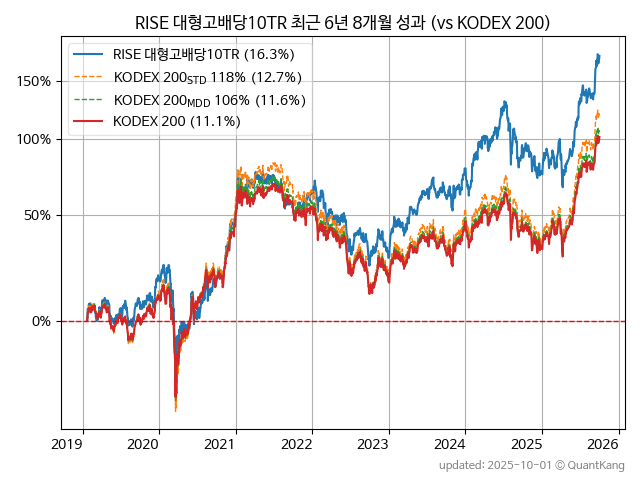 RISE 대형고배당10TR 최근 6년 8개월 성과 (vs KODEX 200)
RISE 대형고배당10TR (16.3%)
KODEX 200STD 118% (12.7%)
KODEX 200MDD 106% (11.6%)
KODEX 200 (11.1%)
150%
100%
50%
0%
2019 2020 2021 2022 2023 2024 2025 2026
updated: 2025-10-01 © QuantKang